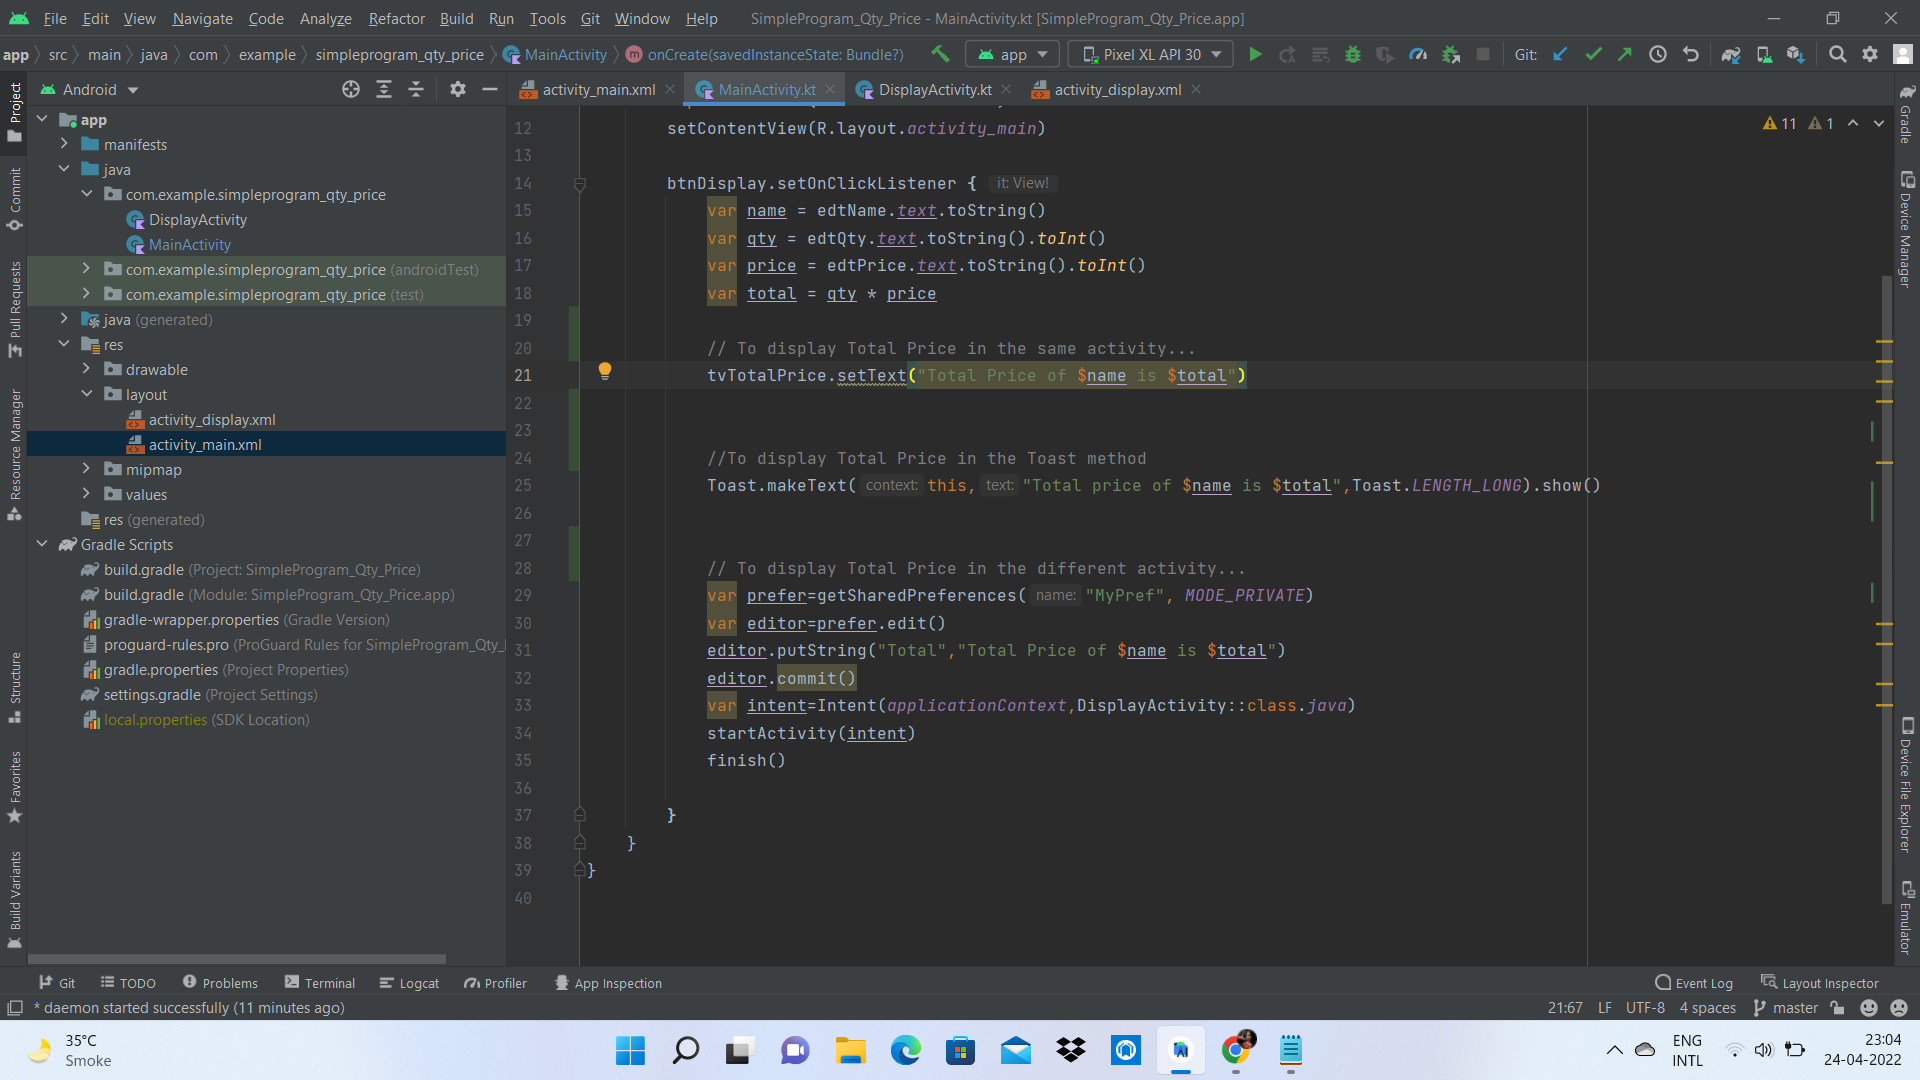 File Edit View Navigate Code Analyze Refactor Build Run Tools Git Window Help SimpleProgram_Qty_Price - MainActivity.kt [SimpleProgram_Qty_Price.app]
app src main java com example simpleprogram_qty_price MainActivity onCreate(savedInstanceState: Bundle?) app Pixel XL API 30 Git:
Android
activity_main.xml MainActivity.kt DisplayActivity.kt activity_display.xml
Project
Commit
Pull Requests
Resource Manager
Structure
Favorites
Build Variants
app
manifests
java
com.example.simpleprogram_qty_price
DisplayActivity
MainActivity
com.example.simpleprogram_qty_price (androidTest)
com.example.simpleprogram_qty_price (test)
java (generated)
res
drawable
layout
activity_display.xml
activity_main.xml
mipmap
values
res (generated)
Gradle Scripts
build.gradle (Project: SimpleProgram_Qty_Price)
build.gradle (Module: SimpleProgram_Qty_Price.app)
gradle-wrapper.properties (Gradle Version)
proguard-rules.pro (ProGuard Rules for SimpleProgram_Qty_
gradle.properties (Project Properties)
settings.gradle (Project Settings)
local.properties (SDK Location)
11 1
12 setContentView(R.layout.activity_main)
13
14 btnDisplay.setOnClickListener { it: View!
15 var name = edtName.text.toString()
16 var qty = edtQty.text.toString().toInt()
17 var price = edtPrice.text.toString().toInt()
18 var total = qty * price
19
20 // To display Total Price in the same activity...
21 tvTotalPrice.setText("Total Price of $name is $total")
22
23
24 //To display Total Price in the Toast method
25 Toast.makeText( context: this, text: "Total price of $name is $total",Toast.LENGTH_LONG).show()
26
27
28 // To display Total Price in the different activity...
29 var prefer=getSharedPreferences( name: "MyPref", MODE_PRIVATE)
30 var editor=prefer.edit()
31 editor.putString("Total","Total Price of $name is $total")
32 editor.commit()
33 var intent=Intent(applicationContext,DisplayActivity::class.java)
34 startActivity(intent)
35 finish()
36
37 }
38 }
39 }
40
Gradle
Device Manager
Device File Explorer
Emulator
Git TODO Problems Terminal Logcat Profiler App Inspection Event Log Layout Inspector
* daemon started successfully (11 minutes ago) 21:67 LF UTF-8 4 spaces master
35°C
Smoke
ENG
INTL
23:04
24-04-2022